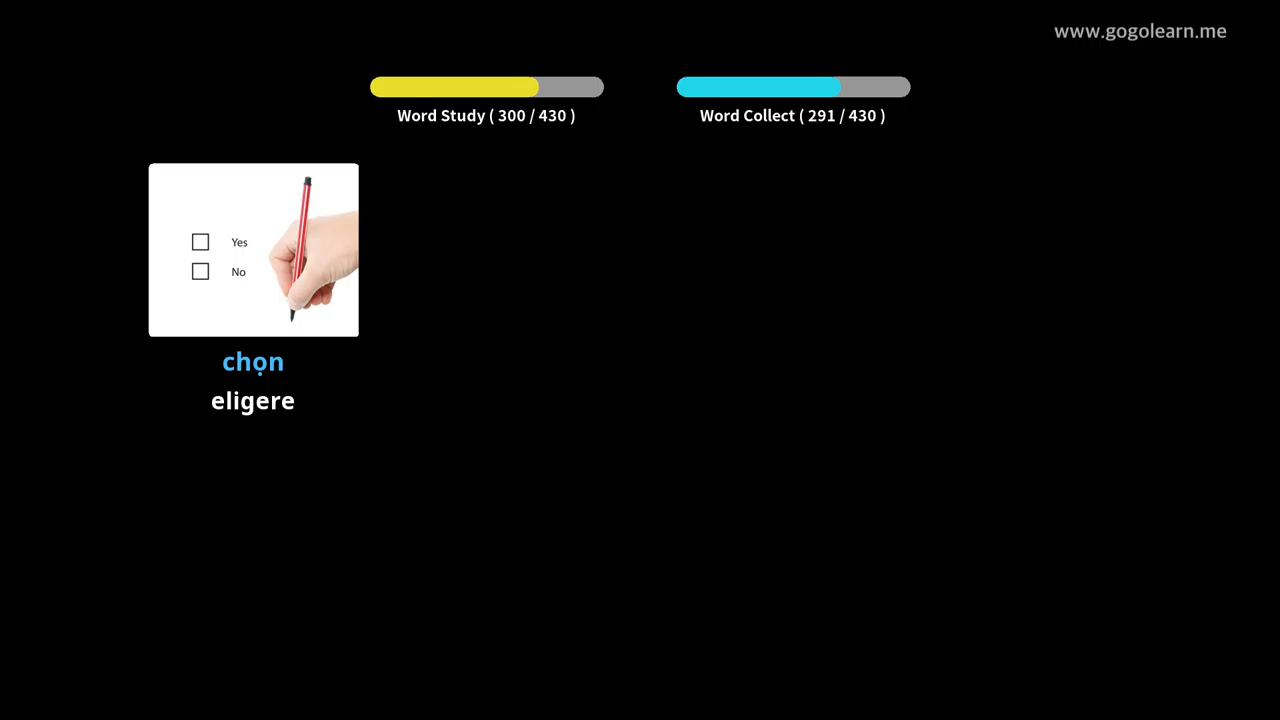 www.gogolearn.me
Word Study ( 300 / 430 )
Word Collect ( 291 / 430 )
Yes
No
chọn
eligere